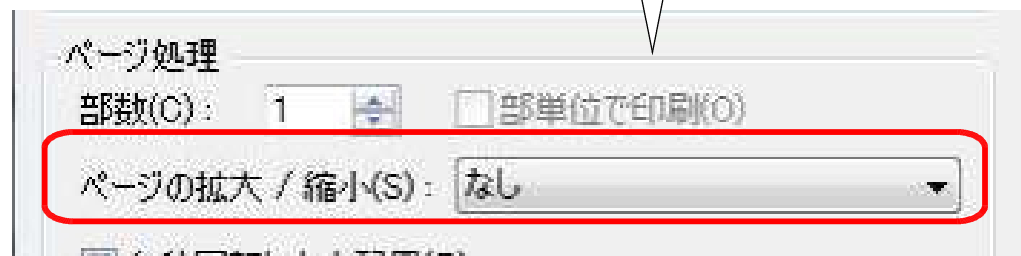 ページ処理
部数(C): 1 部単位で印刷(O)
ページの拡大 / 縮小(S): なし